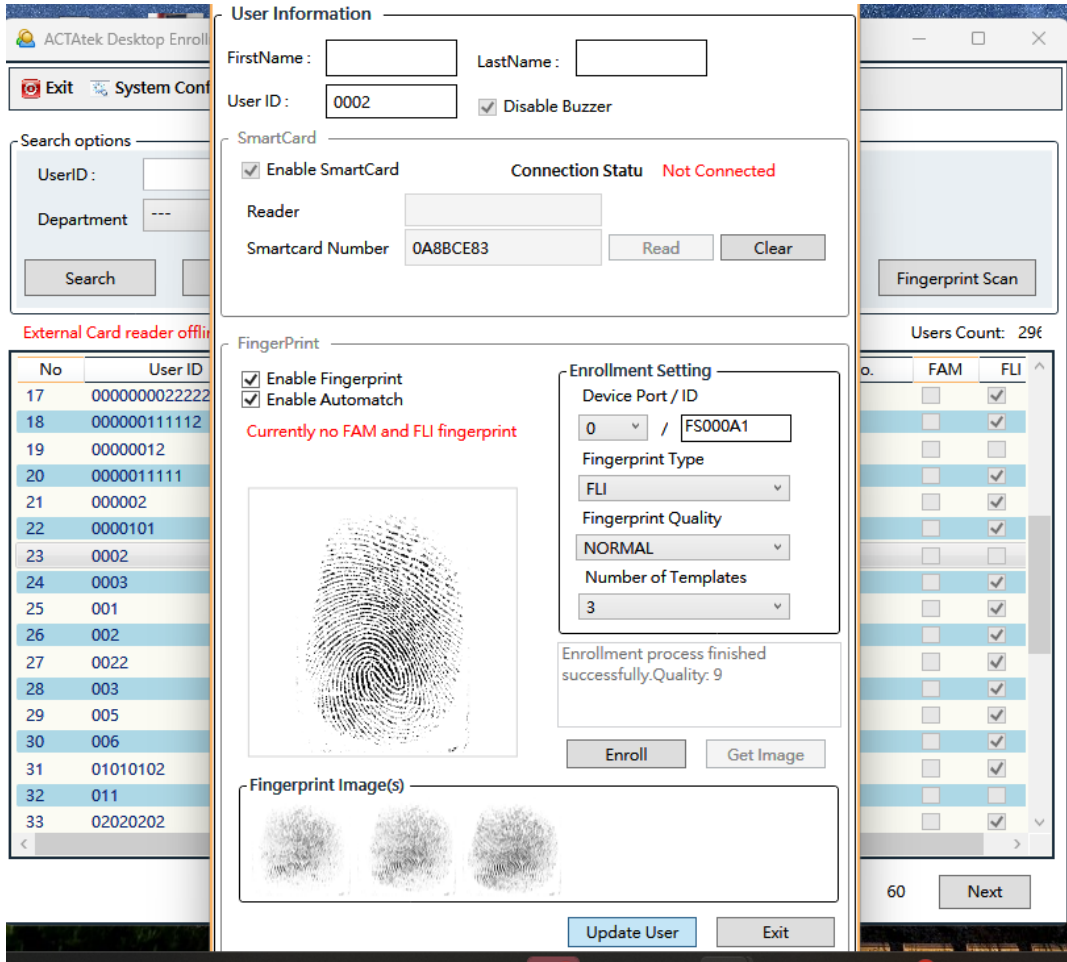 User Information
ACTAtek Desktop Enroll
FirstName :
LastName :
Exit System Conf
User ID : 0002
Disable Buzzer
Search options
SmartCard
UserID :
Enable SmartCard
Connection Statu Not Connected
Department ---
Reader
Smartcard Number 0A8BCE83 Read Clear
Search
Fingerprint Scan
External Card reader offlin
Users Count: 296
FingerPrint
No User ID
o. FAM FLI
Enable Fingerprint
Enable Automatch
Currently no FAM and FLI fingerprint
Enrollment Setting
Device Port / ID
0 / FS000A1
Fingerprint Type
FLI
Fingerprint Quality
NORMAL
Number of Templates
3
17 0000000022222
18 000000111112
19 00000012
20 0000011111
21 000002
22 0000101
23 0002
24 0003
25 001
26 002
27 0022
28 003
29 005
30 006
31 01010102
32 011
33 02020202
Enrollment process finished
successfully.Quality: 9
Enroll Get Image
Fingerprint Image(s)
60 Next
Update User Exit